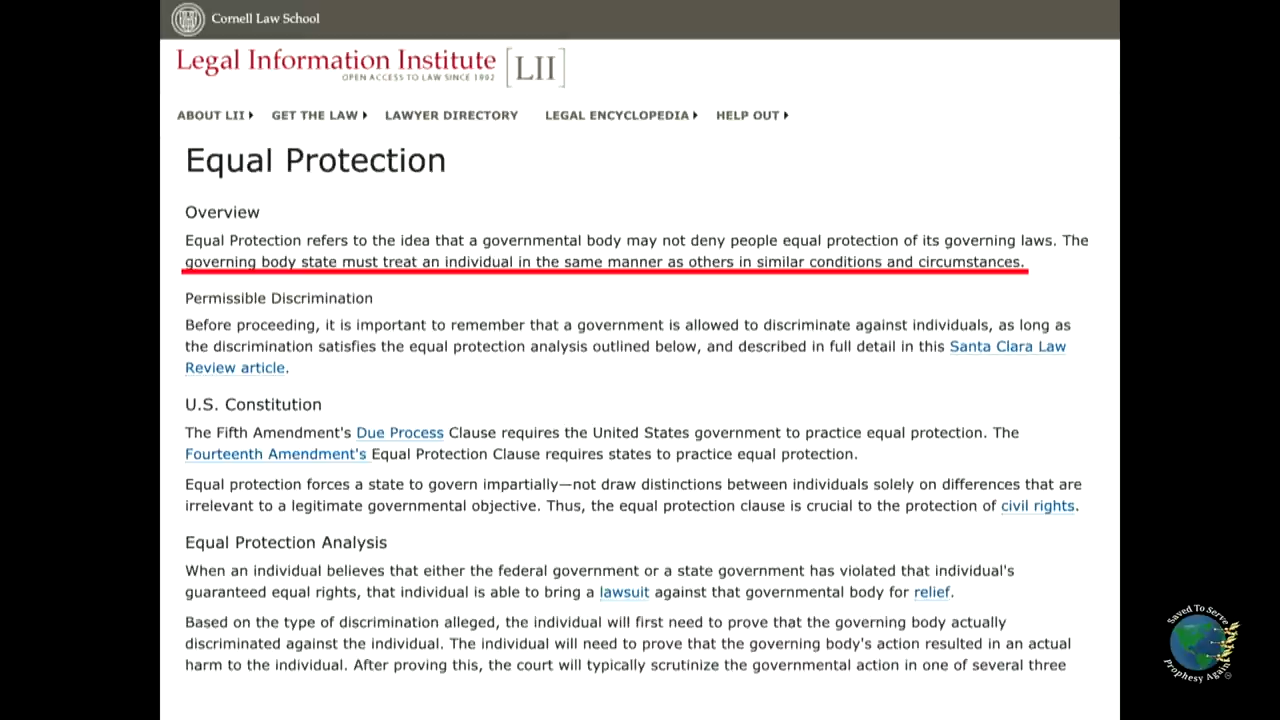 Cornell Law School
Legal Information Institute [LII]
OPEN ACCESS TO LAW SINCE 1992
ABOUT LII GET THE LAW LAWYER DIRECTORY LEGAL ENCYCLOPEDIA HELP OUT
Equal Protection
Overview
Equal Protection refers to the idea that a governmental body may not deny people equal protection of its governing laws. The
governing body state must treat an individual in the same manner as others in similar conditions and circumstances.
Permissible Discrimination
Before proceeding, it is important to remember that a government is allowed to discriminate against individuals, as long as
the discrimination satisfies the equal protection analysis outlined below, and described in full detail in this Santa Clara Law
Review article.
U.S. Constitution
The Fifth Amendment's Due Process Clause requires the United States government to practice equal protection. The
Fourteenth Amendment's Equal Protection Clause requires states to practice equal protection.
Equal protection forces a state to govern impartially—not draw distinctions between individuals solely on differences that are
irrelevant to a legitimate governmental objective. Thus, the equal protection clause is crucial to the protection of civil rights.
Equal Protection Analysis
When an individual believes that either the federal government or a state government has violated that individual's
guaranteed equal rights, that individual is able to bring a lawsuit against that governmental body for relief.
Based on the type of discrimination alleged, the individual will first need to prove that the governing body actually
discriminated against the individual. The individual will need to prove that the governing body's action resulted in an actual
harm to the individual. After proving this, the court will typically scrutinize the governmental action in one of several three
Saved To Serve
Prophesy Again